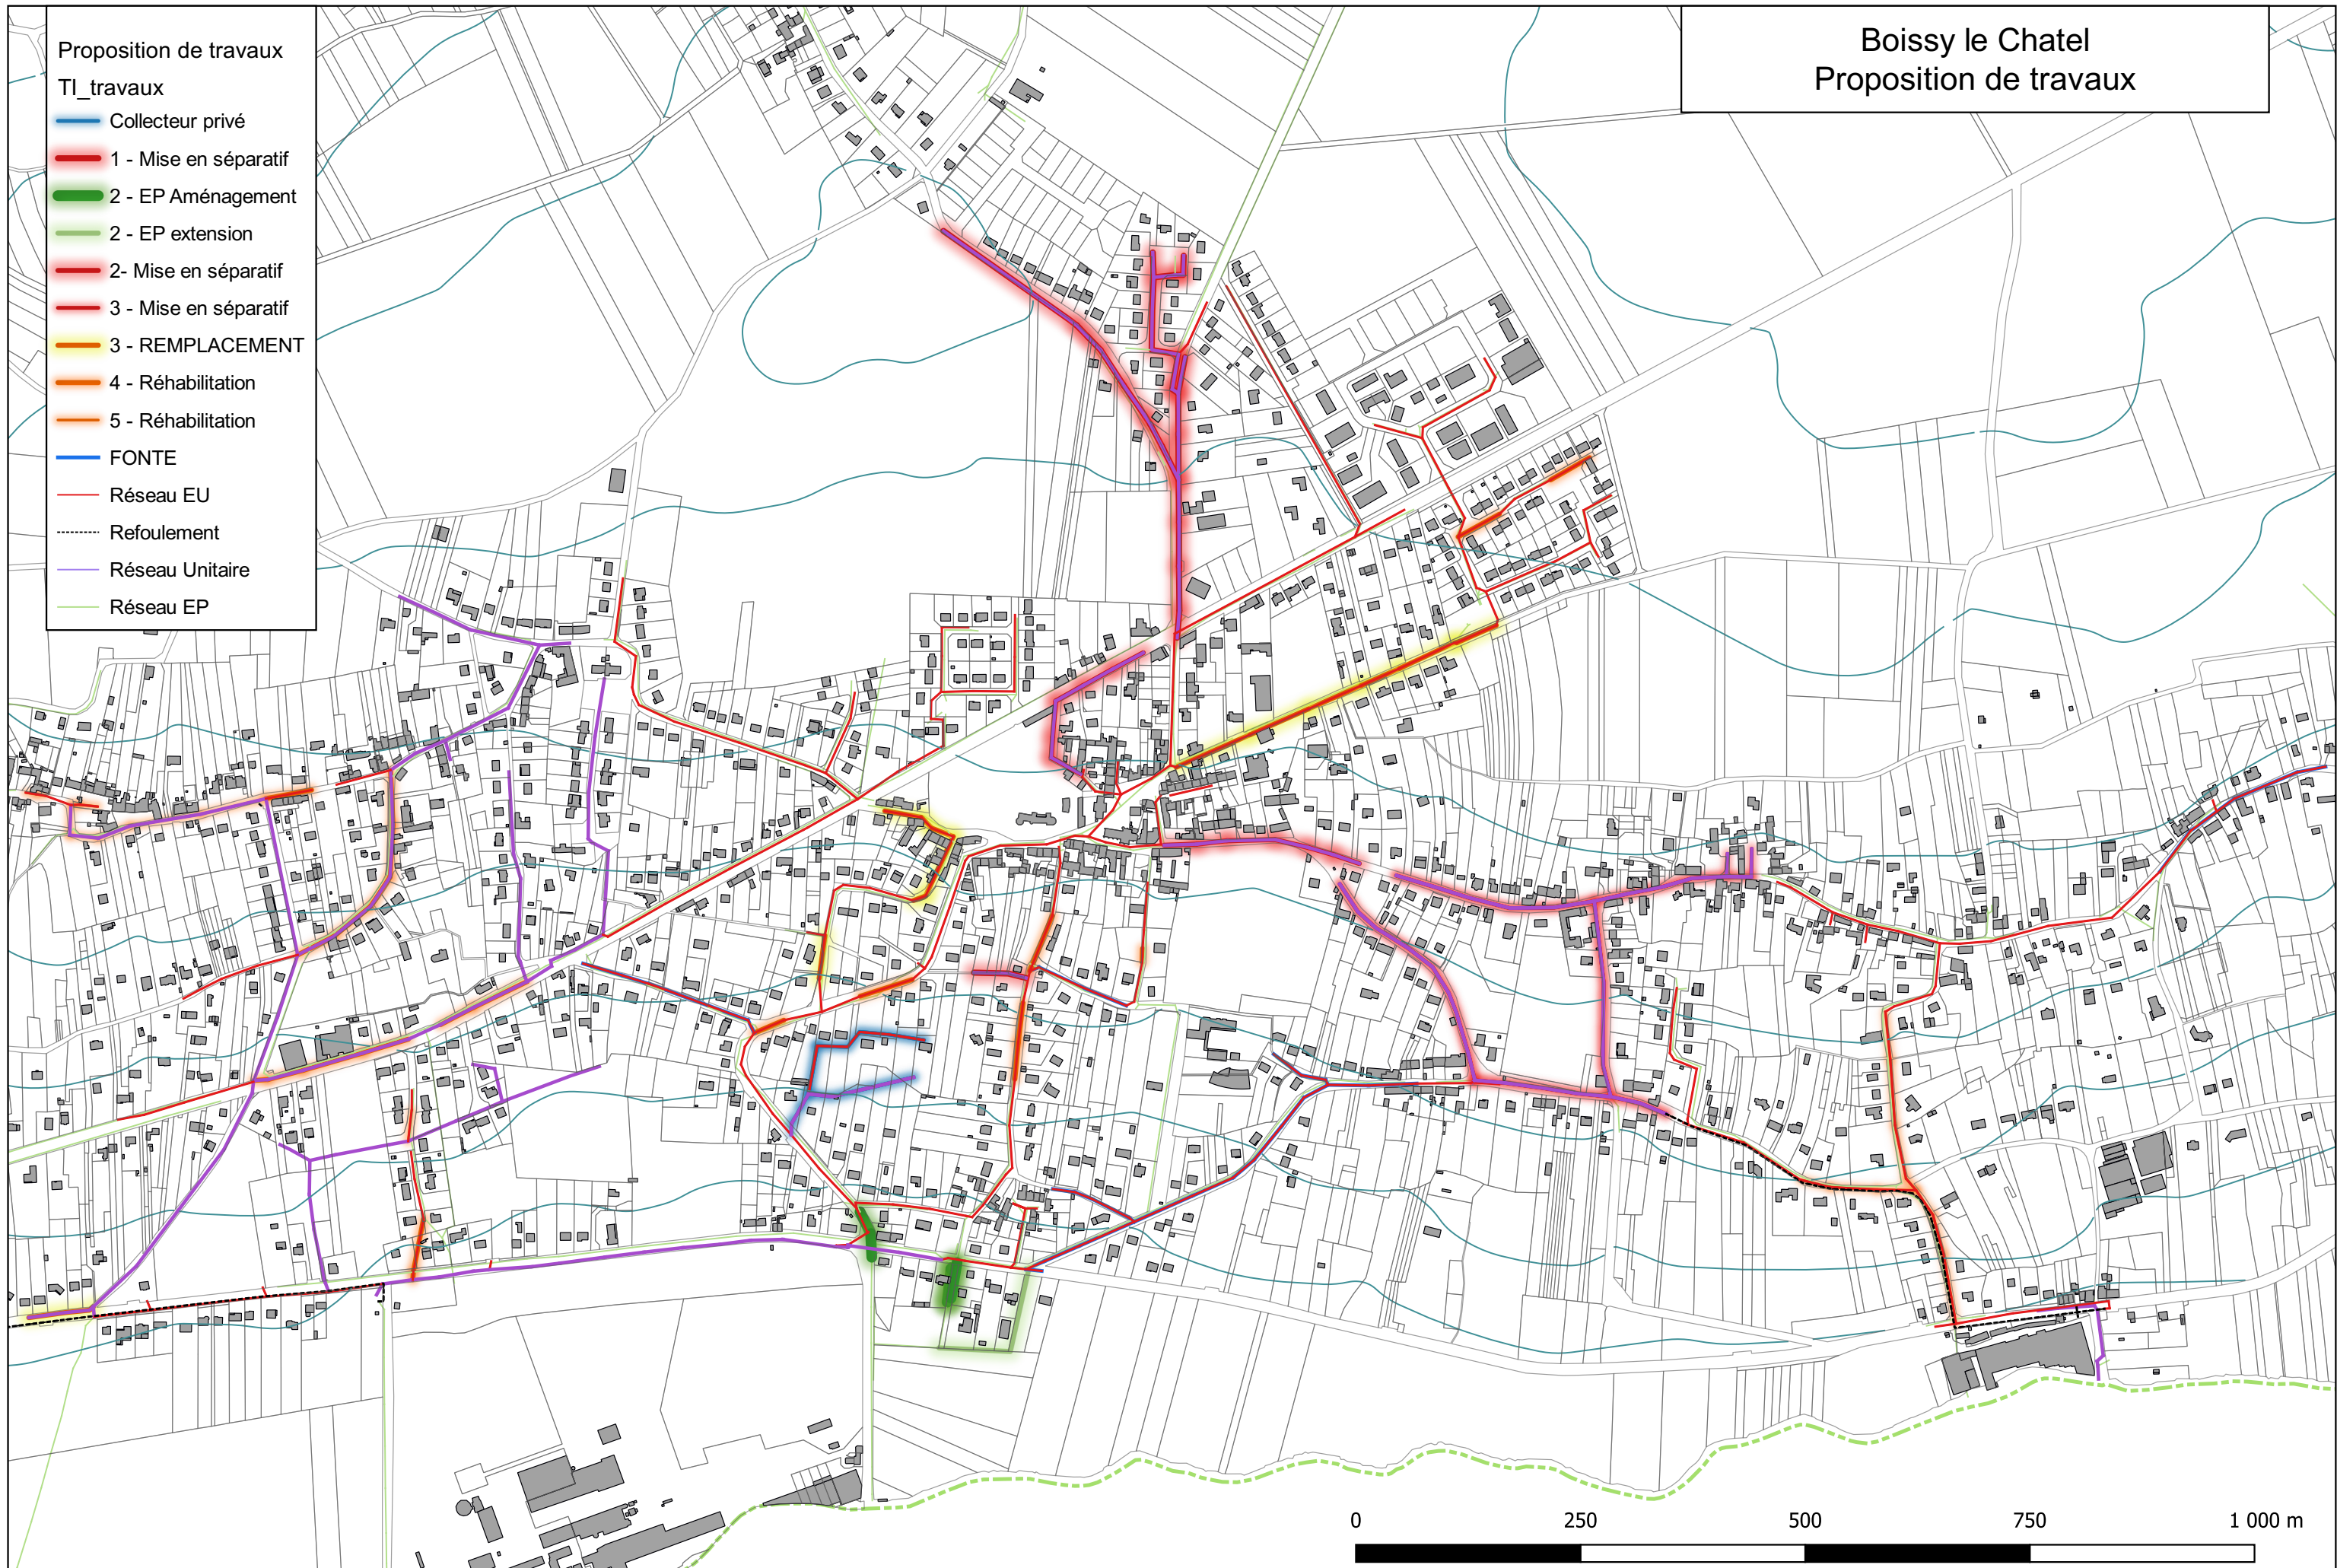 Proposition de travaux
TI_travaux
Collecteur privé
1 - Mise en séparatif
2 - EP Aménagement
2 - EP extension
2- Mise en séparatif
3 - Mise en séparatif
3 - REMPLACEMENT
4 - Réhabilitation
5 - Réhabilitation
FONTE
Réseau EU
Refoulement
Réseau Unitaire
Réseau EP
Boissy le Chatel
Proposition de travaux
0 250 500 750 1 000 m